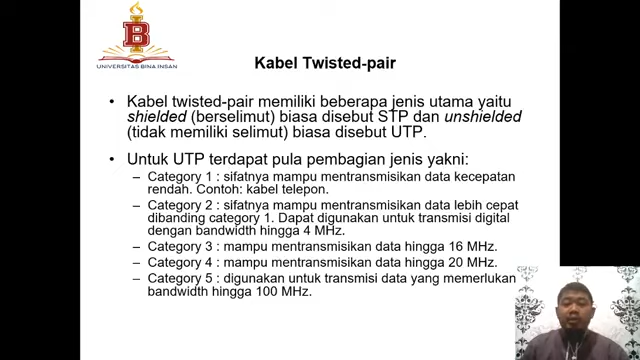 UNIVERSITAS BINA INSAN
Kabel Twisted-pair
• Kabel twisted-pair memiliki beberapa jenis utama yaitu
shielded (berselimut) biasa disebut STP dan unshielded
(tidak memiliki selimut) biasa disebut UTP.
• Untuk UTP terdapat pula pembagian jenis yakni:
– Category 1 : sifatnya mampu mentransmisikan data kecepatan
rendah. Contoh: kabel telepon.
– Category 2 : sifatnya mampu mentransmisikan data lebih cepat
dibanding category 1. Dapat digunakan untuk transmisi digital
dengan bandwidth hingga 4 MHz.
– Category 3 : mampu mentransmisikan data hingga 16 MHz.
– Category 4 : mampu mentransmisikan data hingga 20 MHz.
– Category 5 : digunakan untuk transmisi data yang memerlukan
bandwidth hingga 100 MHz.